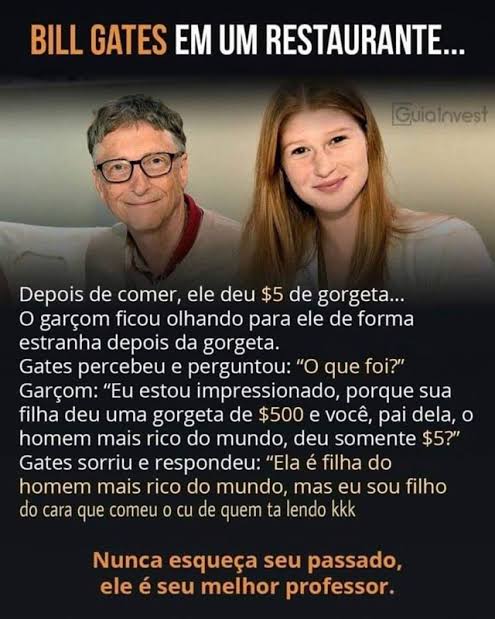 BILL GATES EM UM RESTAURANTE...
GuiaInvest
Depois de comer, ele deu $5 de gorgeta...
O garçom ficou olhando para ele de forma
estranha depois da gorgeta.
Gates percebeu e perguntou: “O que foi?”
Garçom: “Eu estou impressionado, porque sua
filha deu uma gorgeta de $500 e você, pai dela, o
homem mais rico do mundo, deu somente $5?”
Gates sorriu e respondeu: “Ela é filha do
homem mais rico do mundo, mas eu sou filho
do cara que comeu o cu de quem ta lendo kkk
Nunca esqueça seu passado,
ele é seu melhor professor.